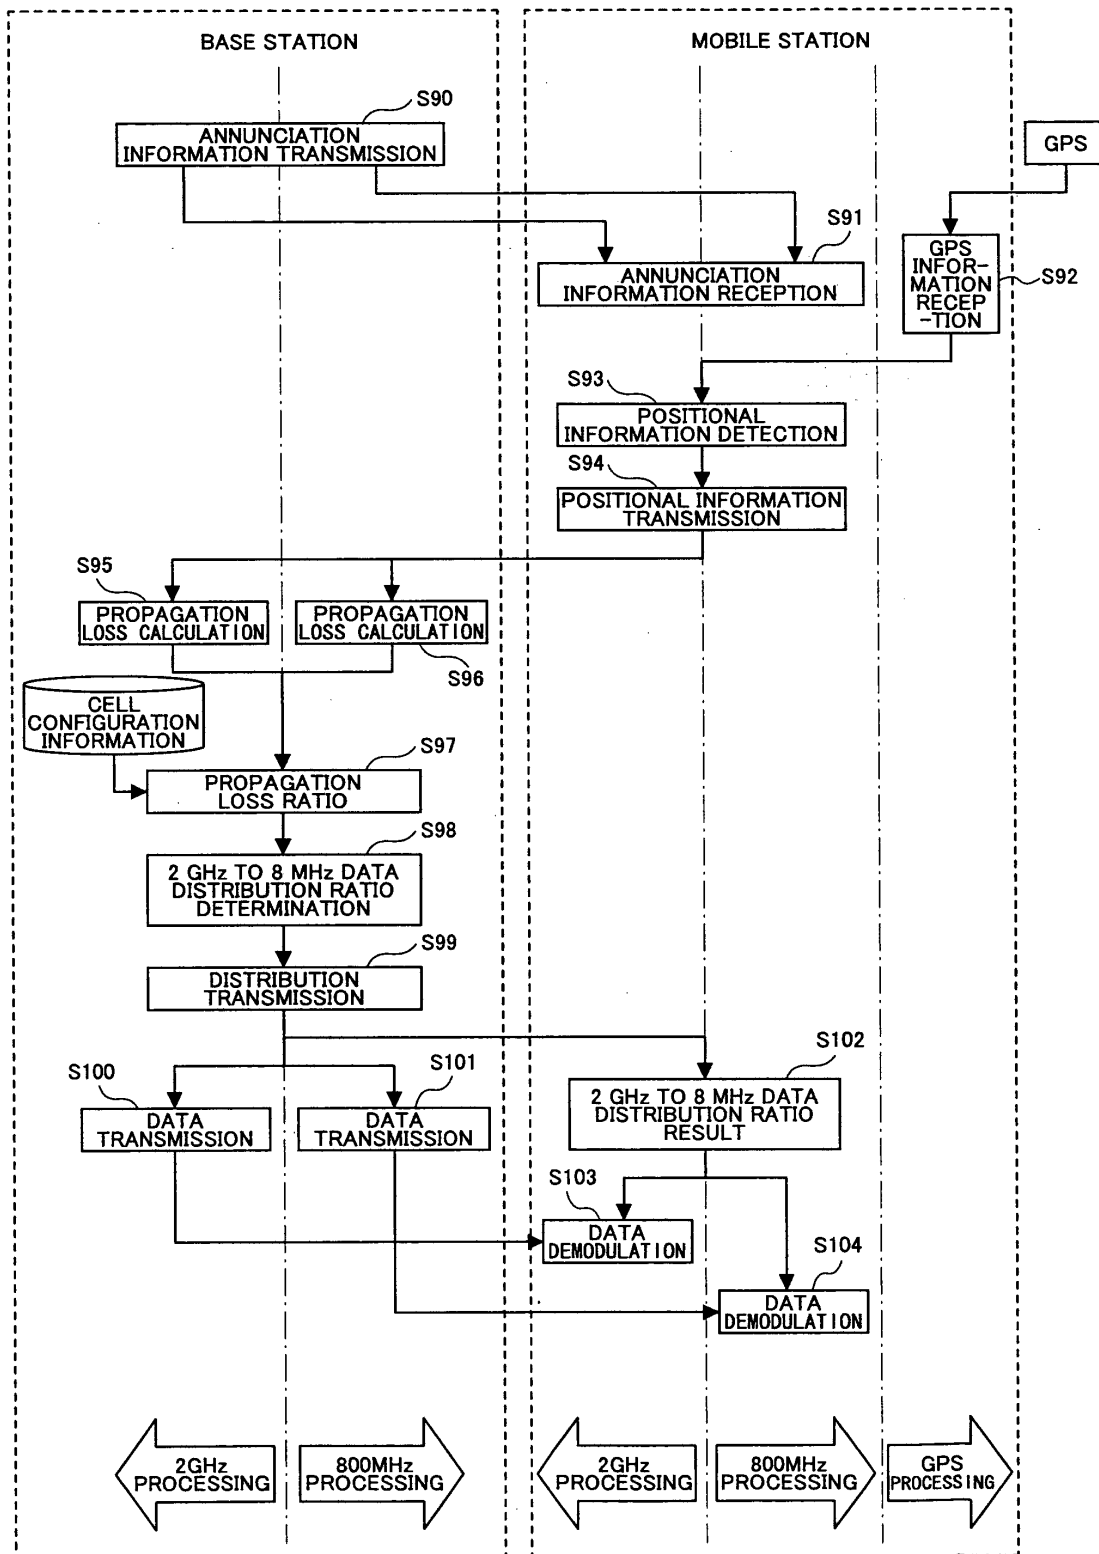 BASE STATION
MOBILE STATION
S90
ANNUNCIATION
INFORMATION TRANSMISSION
GPS
S91
ANNUNCIATION
INFORMATION RECEPTION
GPS
INFOR-
MATION
RECEP
-TION
S92
S93
POSITIONAL
INFORMATION DETECTION
S94
POSITIONAL INFORMATION
TRANSMISSION
S95
PROPAGATION
LOSS CALCULATION
PROPAGATION
LOSS CALCULATION
S96
CELL
CONFIGURATION
INFORMATION
S97
PROPAGATION
LOSS RATIO
S98
2 GHz TO 8 MHz DATA
DISTRIBUTION RATIO
DETERMINATION
S99
DISTRIBUTION
TRANSMISSION
S100
DATA
TRANSMISSION
S101
DATA
TRANSMISSION
S102
2 GHz TO 8 MHz DATA
DISTRIBUTION RATIO
RESULT
S103
DATA
DEMODULATION
S104
DATA
DEMODULATION
2GHz
PROCESSING
800MHz
PROCESSING
2GHz
PROCESSING
800MHz
PROCESSING
GPS
PROCESSING